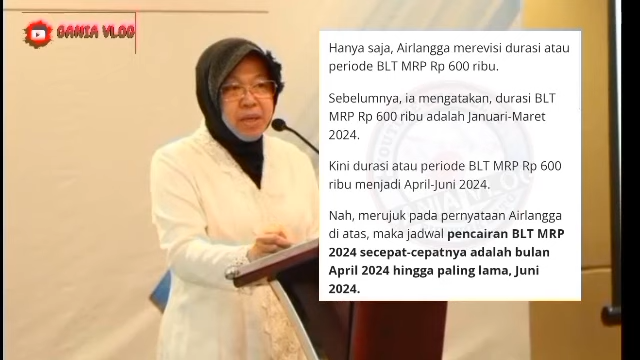 GANIA VLOG
Hanya saja, Airlangga merevisi durasi atau
periode BLT MRP Rp 600 ribu.
Sebelumnya, ia mengatakan, durasi BLT
MRP Rp 600 ribu adalah Januari-Maret
2024.
Kini durasi atau periode BLT MRP Rp 600
ribu menjadi April-Juni 2024.
Nah, merujuk pada pernyataan Airlangga
di atas, maka jadwal pencairan BLT MRP
2024 secepat-cepatnya adalah bulan
April 2024 hingga paling lama, Juni
2024.